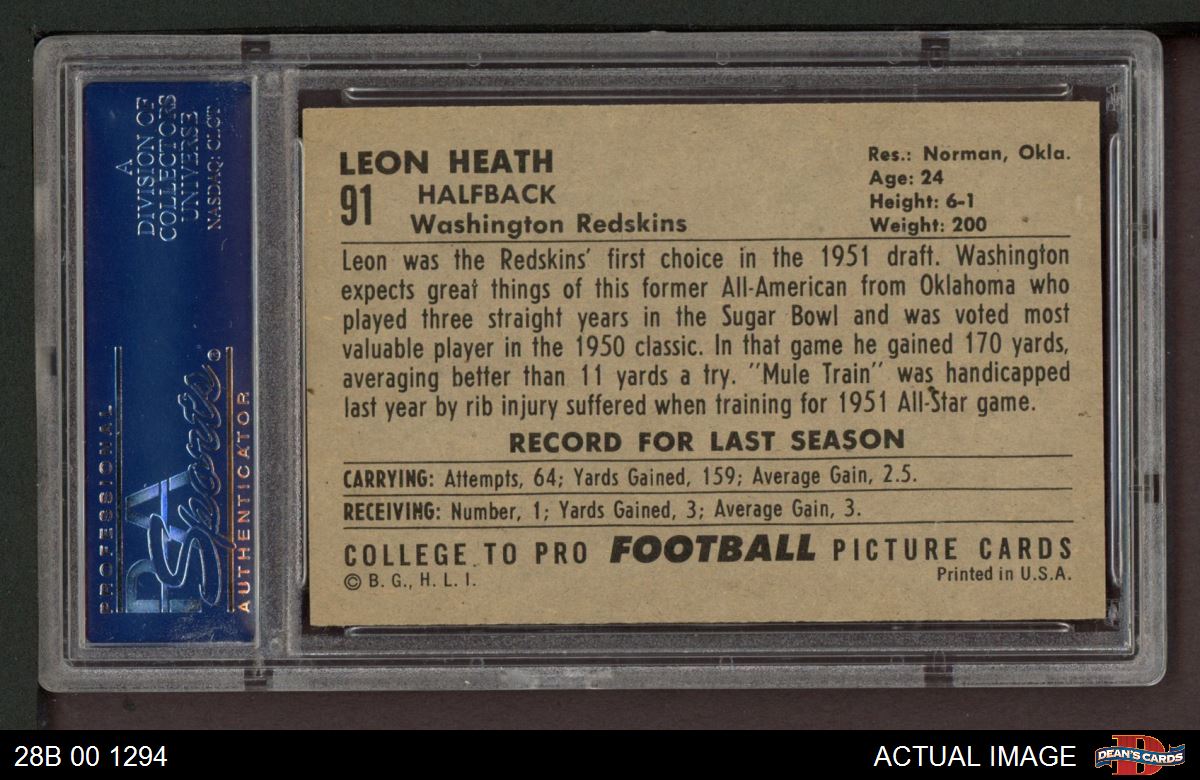 A
DIVISION OF
COLLECTORS
UNIVERSE
NASDAQ: CLCT
PROFESSIONAL
PSA
Sports®
AUTHENTICATOR
LEON HEATH
91 HALFBACK
Washington Redskins
Res.: Norman, Okla.
Age: 24
Height: 6-1
Weight: 200
Leon was the Redskins' first choice in the 1951 draft. Washington
expects great things of this former All-American from Oklahoma who
played three straight years in the Sugar Bowl and was voted most
valuable player in the 1950 classic. In that game he gained 170 yards,
averaging better than 11 yards a try. "Mule Train" was handicapped
last year by rib injury suffered when training for 1951 All-Star game.
RECORD FOR LAST SEASON
CARRYING: Attempts, 64; Yards Gained, 159; Average Gain, 2.5.
RECEIVING: Number, 1; Yards Gained, 3; Average Gain, 3.
COLLEGE TO PRO FOOTBALL PICTURE CARDS
© B. G., H. L. I.
Printed in U.S.A.
28B 00 1294
ACTUAL IMAGE
DEAN'S CARDS